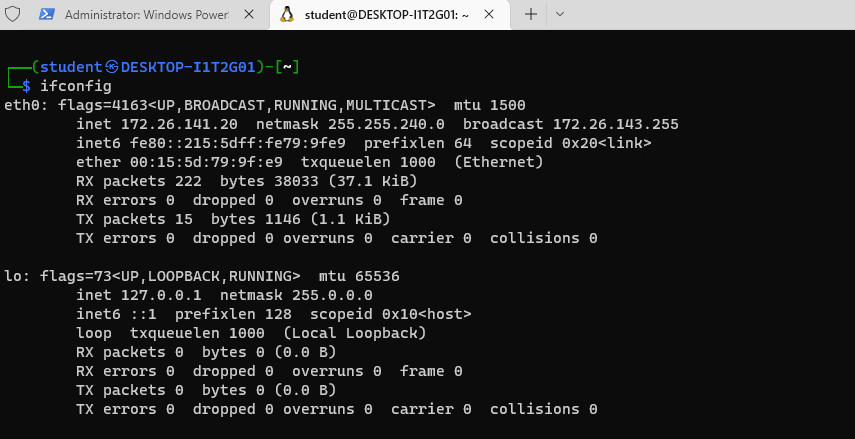 Administrator: Windows Power
student@DESKTOP-I1T2G01: ~
(student㉿DESKTOP-I1T2G01)-[~]
$ ifconfig
eth0: flags=4163<UP,BROADCAST,RUNNING,MULTICAST>  mtu 1500
inet 172.26.141.20  netmask 255.255.240.0  broadcast 172.26.143.255
inet6 fe80::215:5dff:fe79:9fe9  prefixlen 64  scopeid 0x20<link>
ether 00:15:5d:79:9f:e9  txqueuelen 1000  (Ethernet)
RX packets 222  bytes 38033 (37.1 KiB)
RX errors 0  dropped 0  overruns 0  frame 0
TX packets 15  bytes 1146 (1.1 KiB)
TX errors 0  dropped 0 overruns 0  carrier 0  collisions 0
lo: flags=73<UP,LOOPBACK,RUNNING>  mtu 65536
inet 127.0.0.1  netmask 255.0.0.0
inet6 ::1  prefixlen 128  scopeid 0x10<host>
loop  txqueuelen 1000  (Local Loopback)
RX packets 0  bytes 0 (0.0 B)
RX errors 0  dropped 0  overruns 0  frame 0
TX packets 0  bytes 0 (0.0 B)
TX errors 0  dropped 0 overruns 0  carrier 0  collisions 0